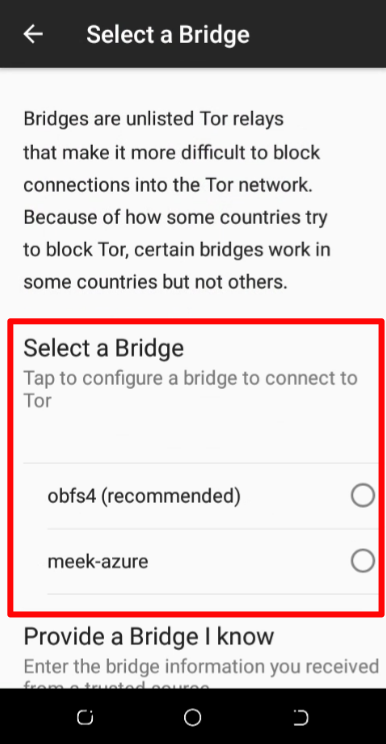 Select a Bridge
Bridges are unlisted Tor relays
that make it more difficult to block
connections into the Tor network.
Because of how some countries try
to block Tor, certain bridges work in
some countries but not others.
Select a Bridge
Tap to configure a bridge to connect to
Tor
obfs4 (recommended)
meek-azure
Provide a Bridge I know
Enter the bridge information you received
from a trusted source